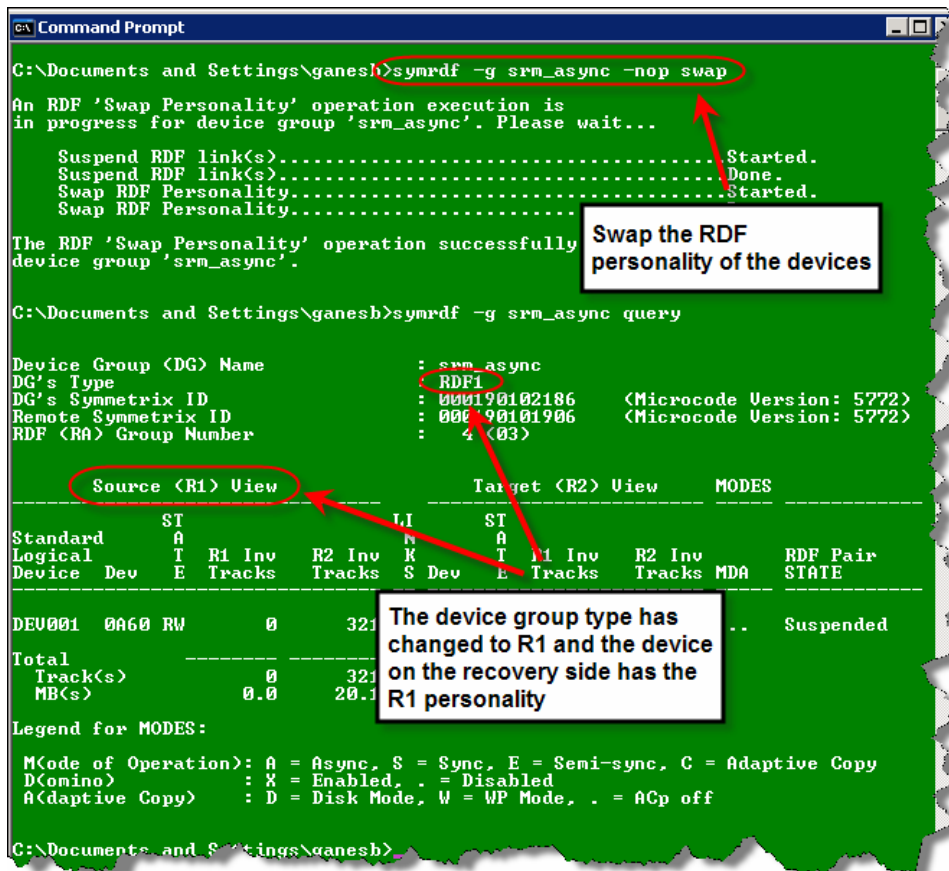 Command Prompt
C:\Documents and Settings\ganesb>symrdf -g srm_async -nop swap
An RDF 'Swap Personality' operation execution is
in progress for device group 'srm_async'. Please wait...
Suspend RDF link(s).......................................Started.
Suspend RDF link(s).......................................Done.
Swap RDF Personality......................................Started.
Swap RDF Personality..........................
Swap the RDF
personality of the devices
The RDF 'Swap Personality' operation successfully
device group 'srm_async'.
C:\Documents and Settings\ganesb>symrdf -g srm_async query
Device Group (DG) Name : srm_async
DG's Type : RDF1
DG's Symmetrix ID : 000190102186 (Microcode Version: 5772)
Remote Symmetrix ID : 000190101906 (Microcode Version: 5772)
RDF (RA) Group Number : 4 (03)
Source (R1) View Target (R2) View MODES
ST LI ST
Standard A N A
Logical T R1 Inv R2 Inv K T R1 Inv R2 Inv RDF Pair
Device Dev E Tracks Tracks S Dev E Tracks Tracks MDA STATE
DEV001 0A60 RW 0 321 .. Suspended
Total
Track(s) 0 321
MB(s) 0.0 20.1
The device group type has
changed to R1 and the device
on the recovery side has the
R1 personality
Legend for MODES:
M(ode of Operation): A = Async, S = Sync, E = Semi-sync, C = Adaptive Copy
D(omino) : X = Enabled, . = Disabled
A(daptive Copy) : D = Disk Mode, W = WP Mode, . = ACp off
C:\Documents and Settings\ganesb>